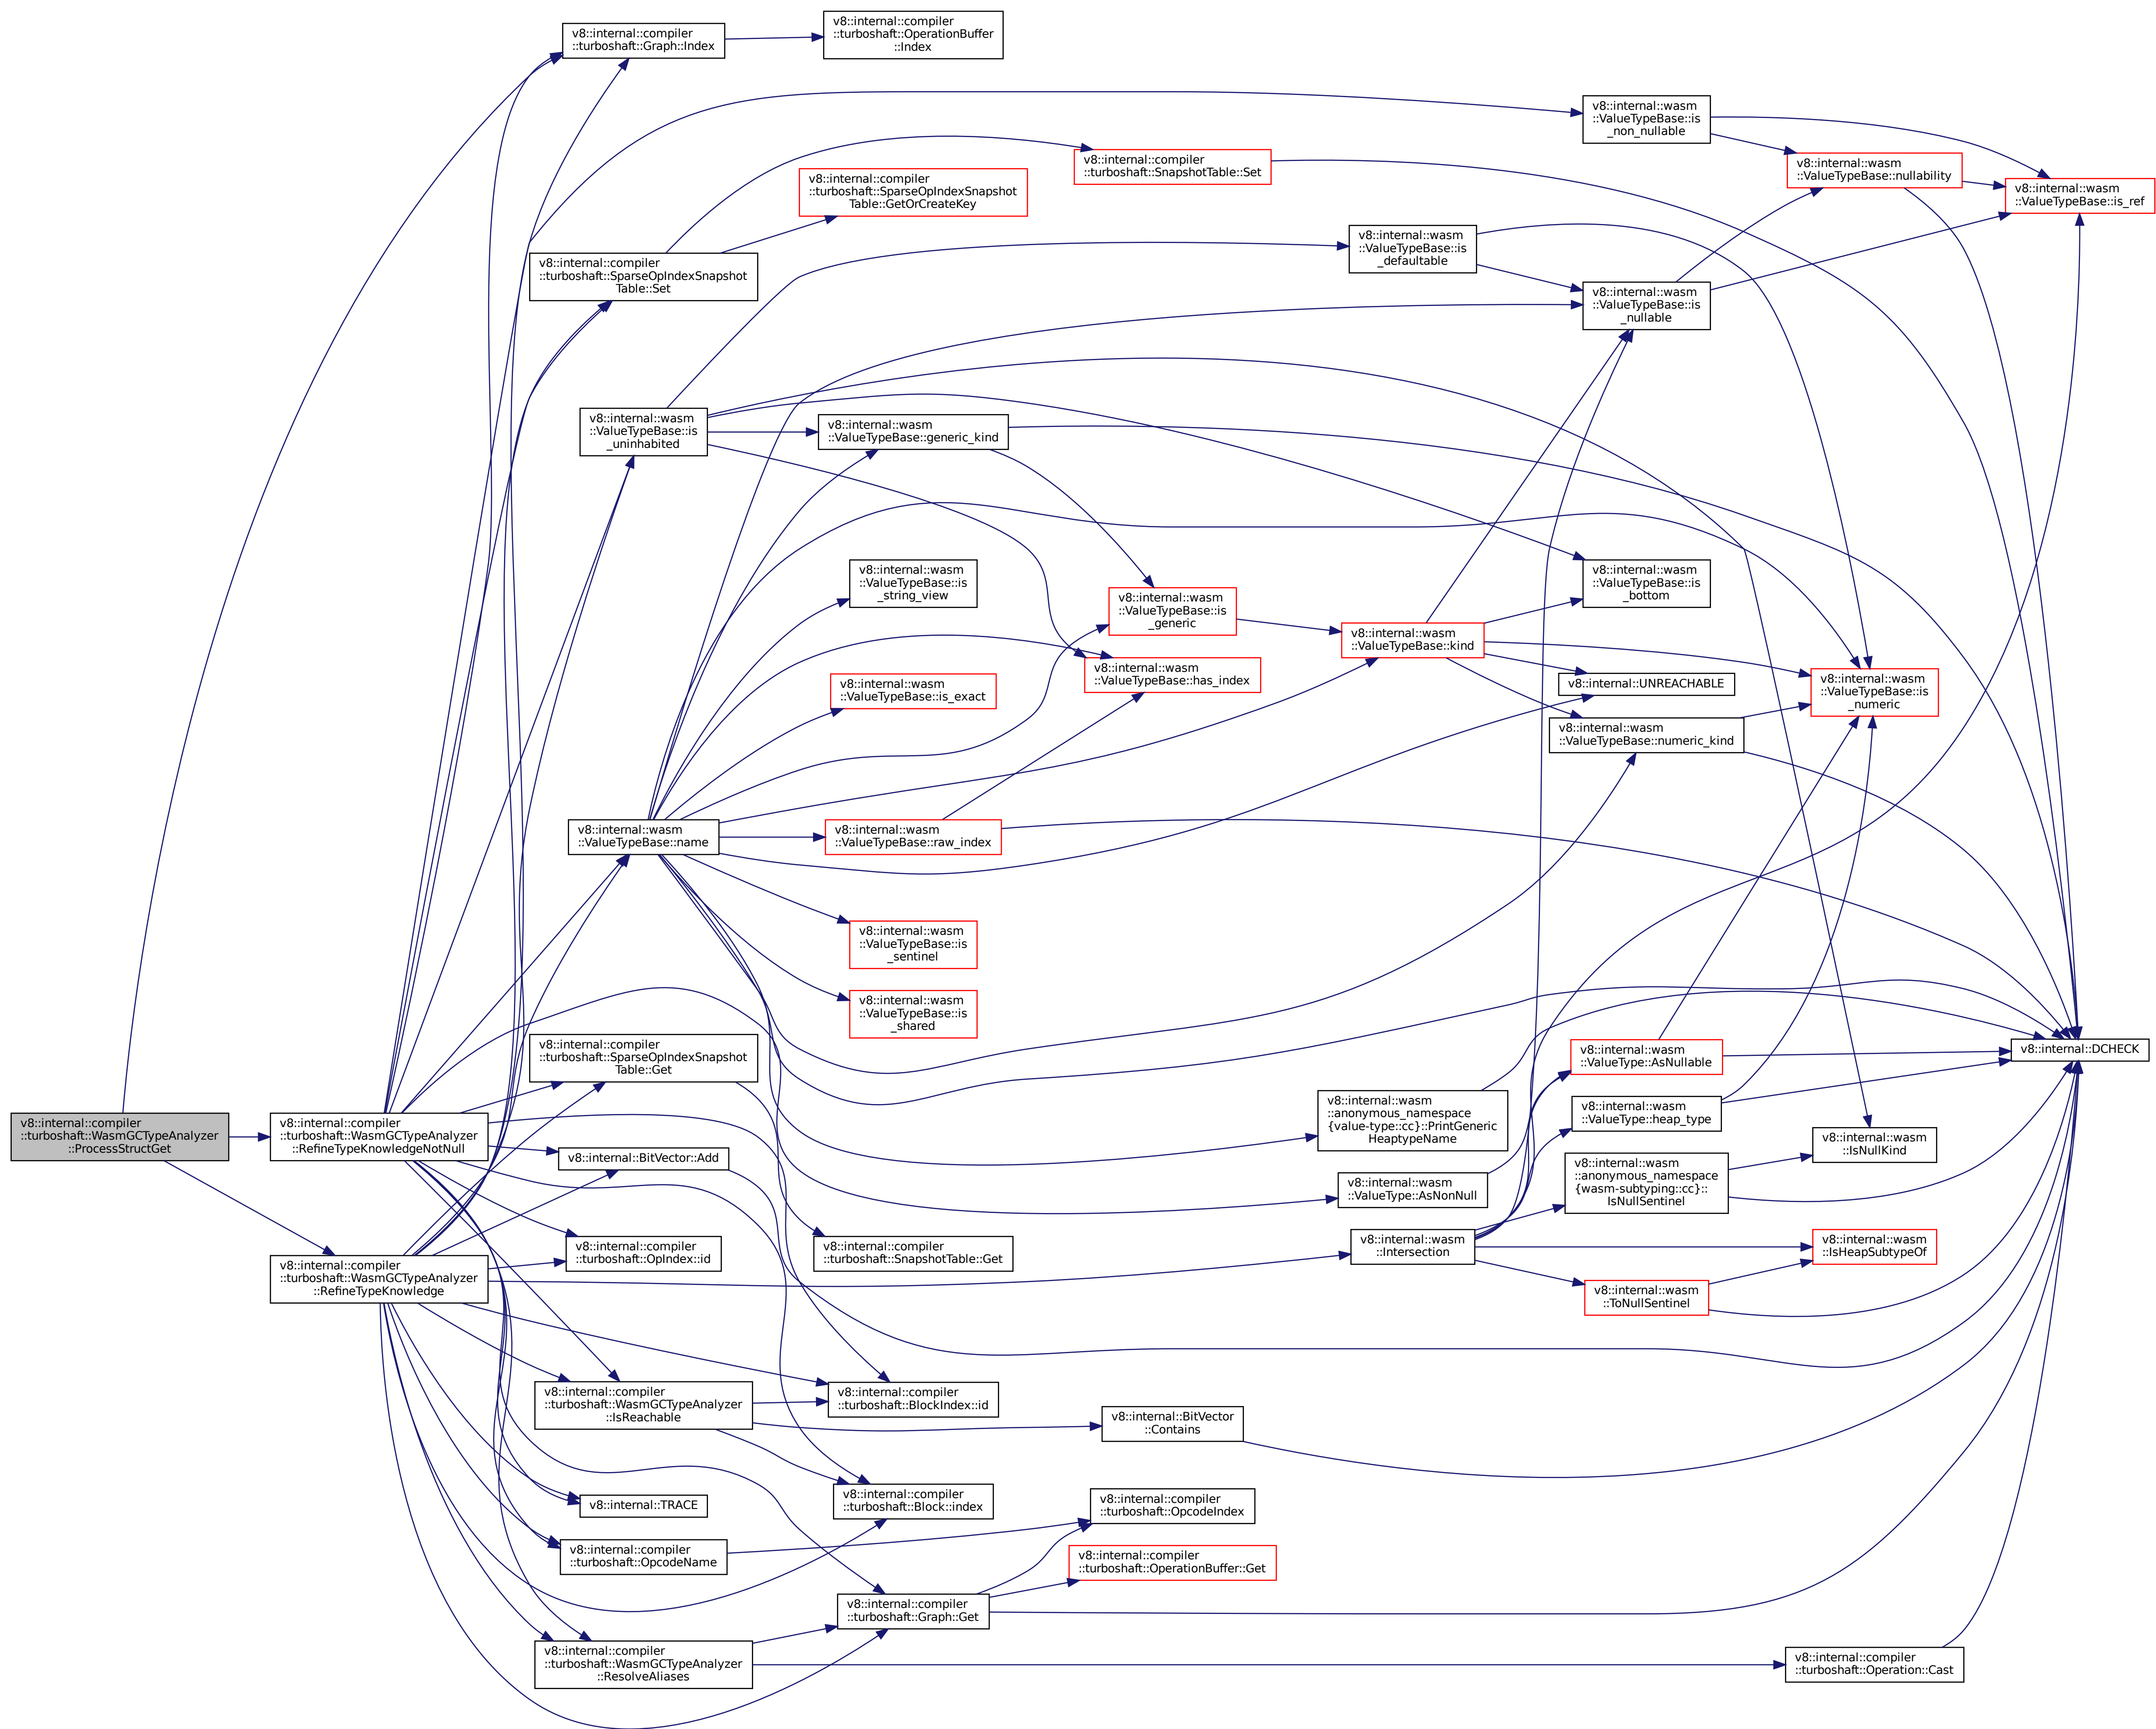 v8::internal::compiler
::turboshaft::WasmGCTypeAnalyzer
::ProcessStructGet
v8::internal::compiler
::turboshaft::Graph::Index
v8::internal::compiler
::turboshaft::OperationBuffer
::Index
v8::internal::compiler
::turboshaft::WasmGCTypeAnalyzer
::RefineTypeKnowledgeNotNull
v8::internal::compiler
::turboshaft::WasmGCTypeAnalyzer
::RefineTypeKnowledge
v8::internal::compiler
::turboshaft::SparseOpIndexSnapshot
Table::Set
v8::internal::wasm
::ValueTypeBase::is
_uninhabited
v8::internal::wasm
::ValueTypeBase::name
v8::internal::compiler
::turboshaft::SparseOpIndexSnapshot
Table::Get
v8::internal::BitVector::Add
v8::internal::compiler
::turboshaft::OpIndex::id
v8::internal::compiler
::turboshaft::WasmGCTypeAnalyzer
::IsReachable
v8::internal::TRACE
v8::internal::compiler
::turboshaft::OpcodeName
v8::internal::compiler
::turboshaft::WasmGCTypeAnalyzer
::ResolveAliases
v8::internal::compiler
::turboshaft::SparseOpIndexSnapshot
Table::GetOrCreateKey
v8::internal::wasm
::ValueTypeBase::generic_kind
v8::internal::wasm
::ValueTypeBase::is
_string_view
v8::internal::wasm
::ValueTypeBase::is_exact
v8::internal::wasm
::ValueTypeBase::raw_index
v8::internal::wasm
::ValueTypeBase::is
_sentinel
v8::internal::wasm
::ValueTypeBase::is
_shared
v8::internal::compiler
::turboshaft::SnapshotTable::Get
v8::internal::compiler
::turboshaft::BlockIndex::id
v8::internal::compiler
::turboshaft::Block::index
v8::internal::compiler
::turboshaft::Graph::Get
v8::internal::compiler
::turboshaft::SnapshotTable::Set
v8::internal::wasm
::ValueTypeBase::is
_generic
v8::internal::wasm
::ValueTypeBase::has_index
v8::internal::BitVector
::Contains
v8::internal::compiler
::turboshaft::OpcodeIndex
v8::internal::compiler
::turboshaft::OperationBuffer::Get
v8::internal::wasm
::ValueTypeBase::is
_defaultable
v8::internal::wasm
::ValueTypeBase::kind
v8::internal::wasm
::anonymous_namespace
{value-type::cc}::PrintGeneric
HeaptypeName
v8::internal::wasm
::ValueType::AsNonNull
v8::internal::wasm
::Intersection
v8::internal::wasm
::ValueTypeBase::is
_non_nullable
v8::internal::wasm
::ValueTypeBase::is
_nullable
v8::internal::wasm
::ValueTypeBase::is
_bottom
v8::internal::UNREACHABLE
v8::internal::wasm
::ValueTypeBase::numeric_kind
v8::internal::wasm
::ValueType::AsNullable
v8::internal::wasm
::ValueType::heap_type
v8::internal::wasm
::anonymous_namespace
{wasm-subtyping::cc}::
IsNullSentinel
v8::internal::wasm
::ToNullSentinel
v8::internal::wasm
::ValueTypeBase::nullability
v8::internal::wasm
::ValueTypeBase::is
_numeric
v8::internal::wasm
::IsNullKind
v8::internal::wasm
::IsHeapSubtypeOf
v8::internal::compiler
::turboshaft::Operation::Cast
v8::internal::wasm
::ValueTypeBase::is_ref
v8::internal::DCHECK